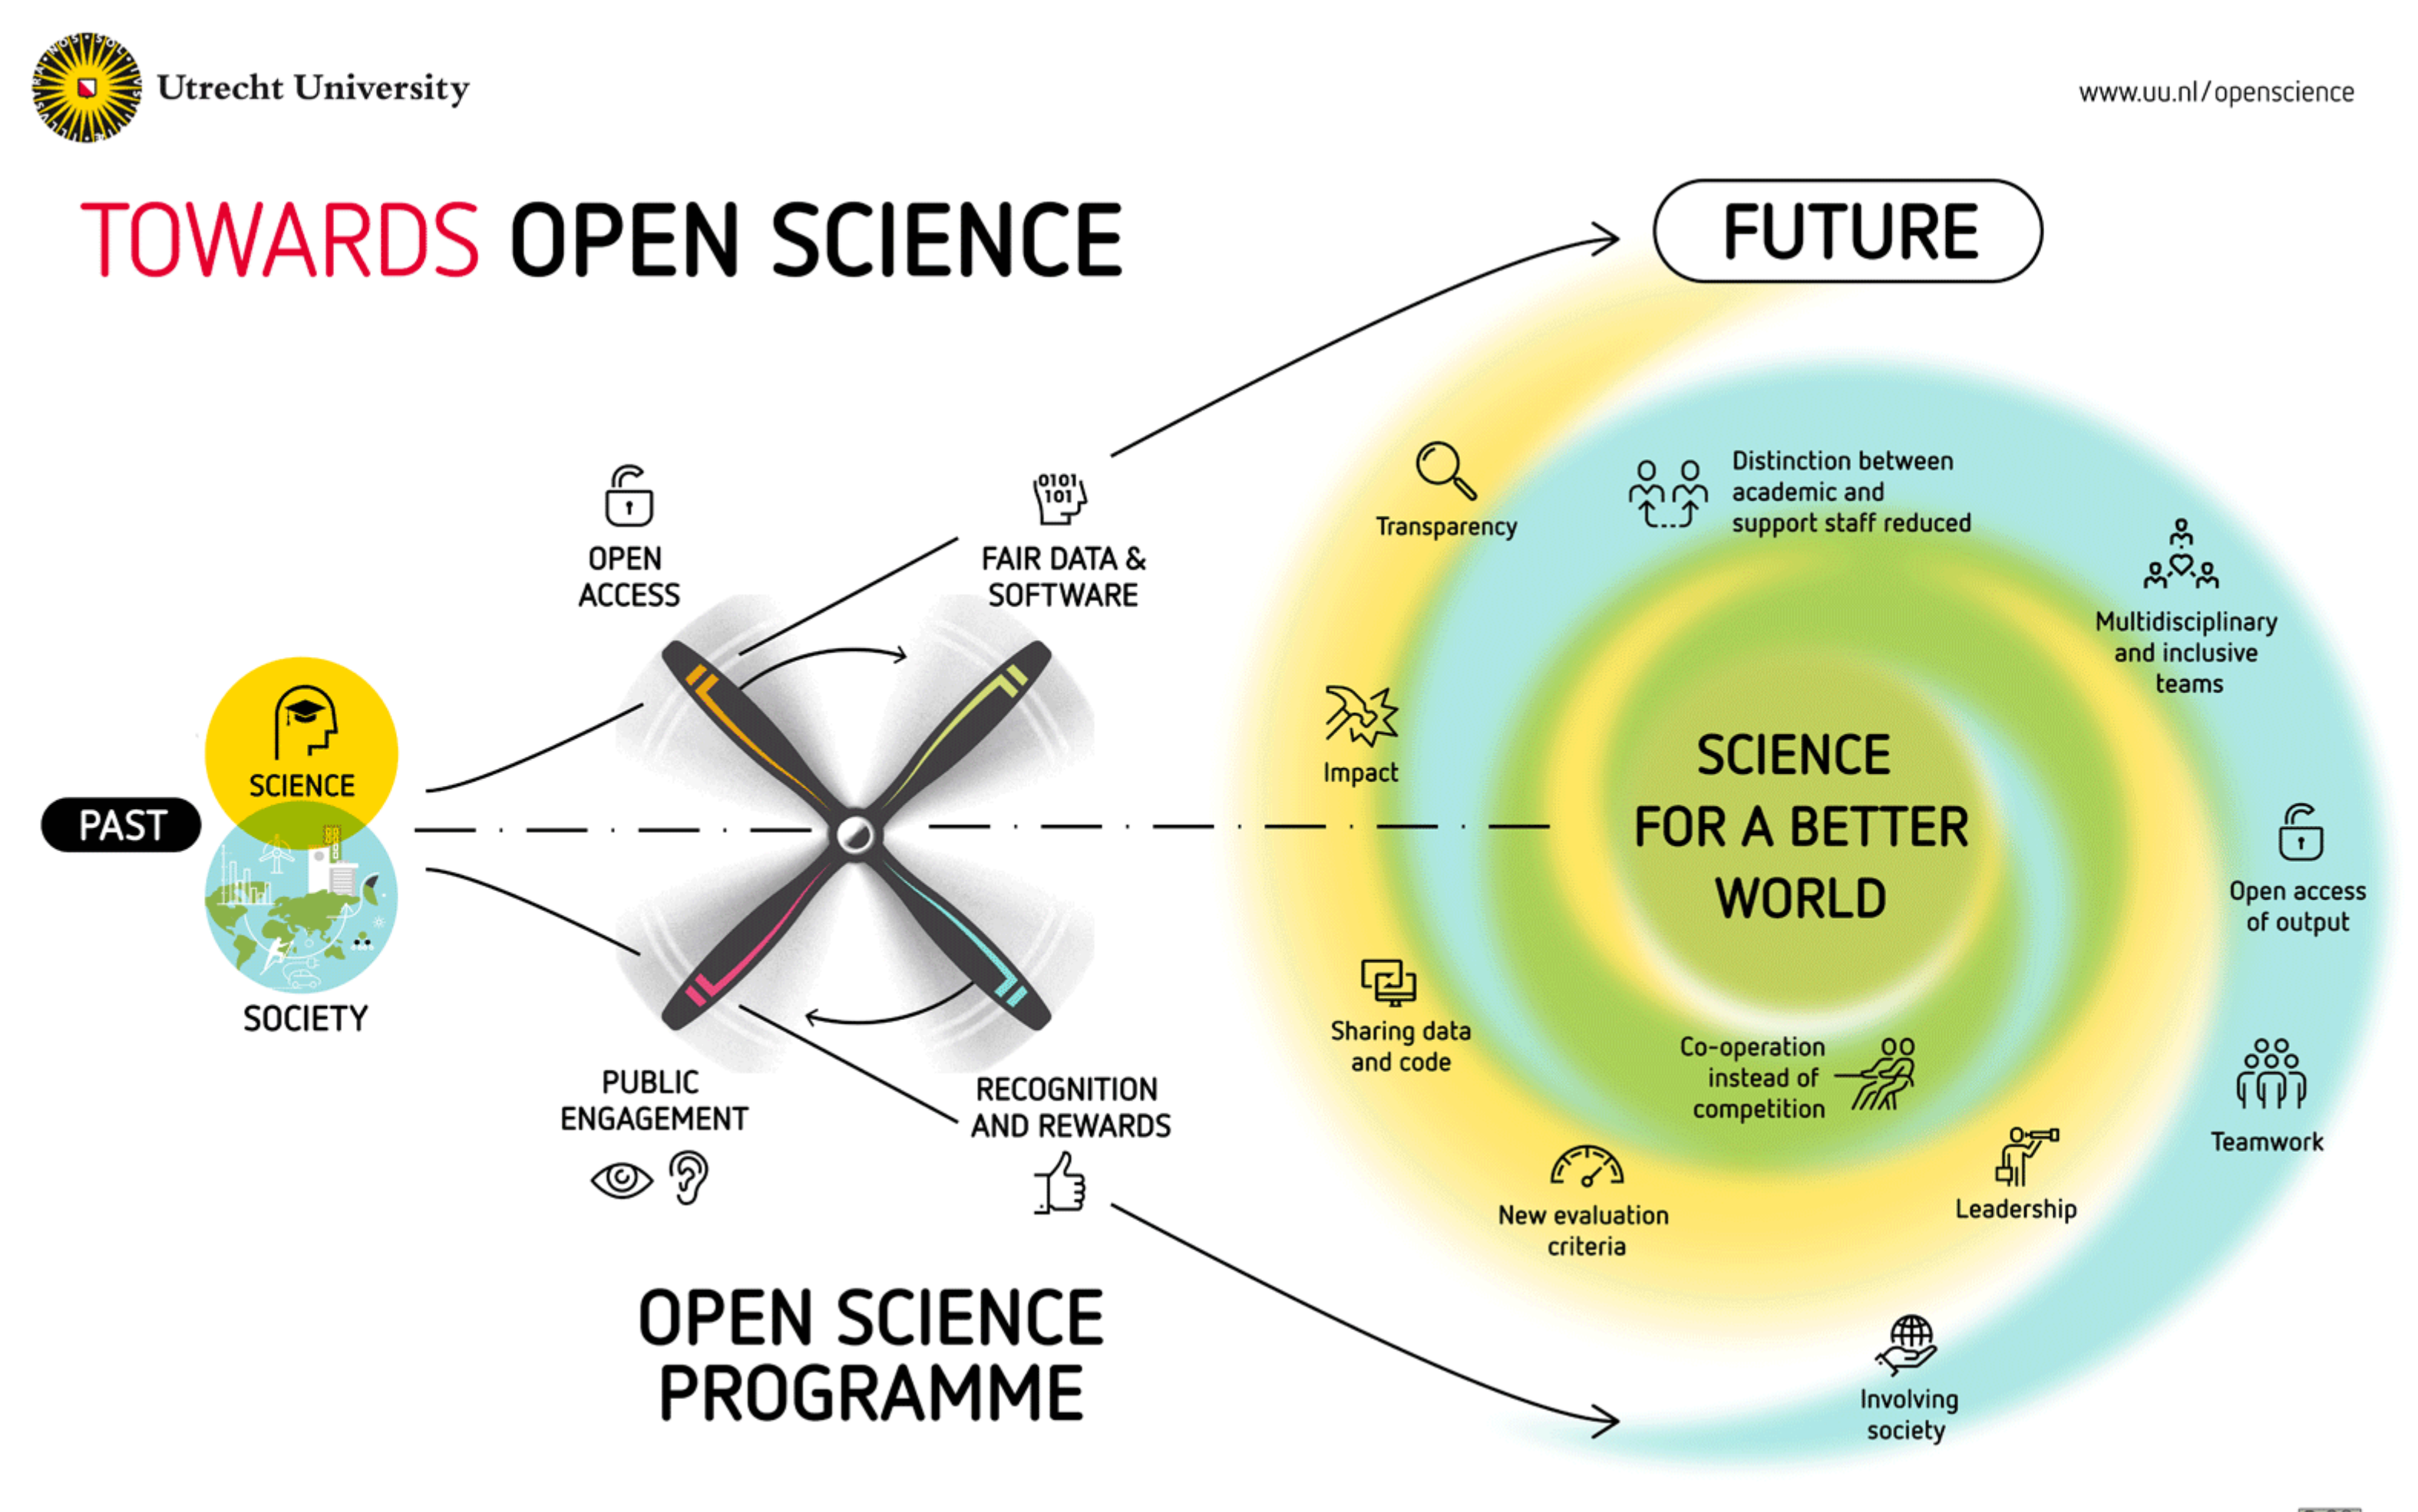 Utrecht University
www.uu.nl/openscience
TOWARDS OPEN SCIENCE
FUTURE
OPEN
ACCESS
0101
101
FAIR DATA &
SOFTWARE
PAST
SCIENCE
SOCIETY
PUBLIC
ENGAGEMENT
RECOGNITION
AND REWARDS
OPEN SCIENCE
PROGRAMME
Transparency
Distinction between
academic and
support staff reduced
Multidisciplinary
and inclusive
teams
Impact
SCIENCE
FOR A BETTER
WORLD
Open access
of output
Sharing data
and code
Co-operation
instead of
competition
Teamwork
New evaluation
criteria
Leadership
Involving
society